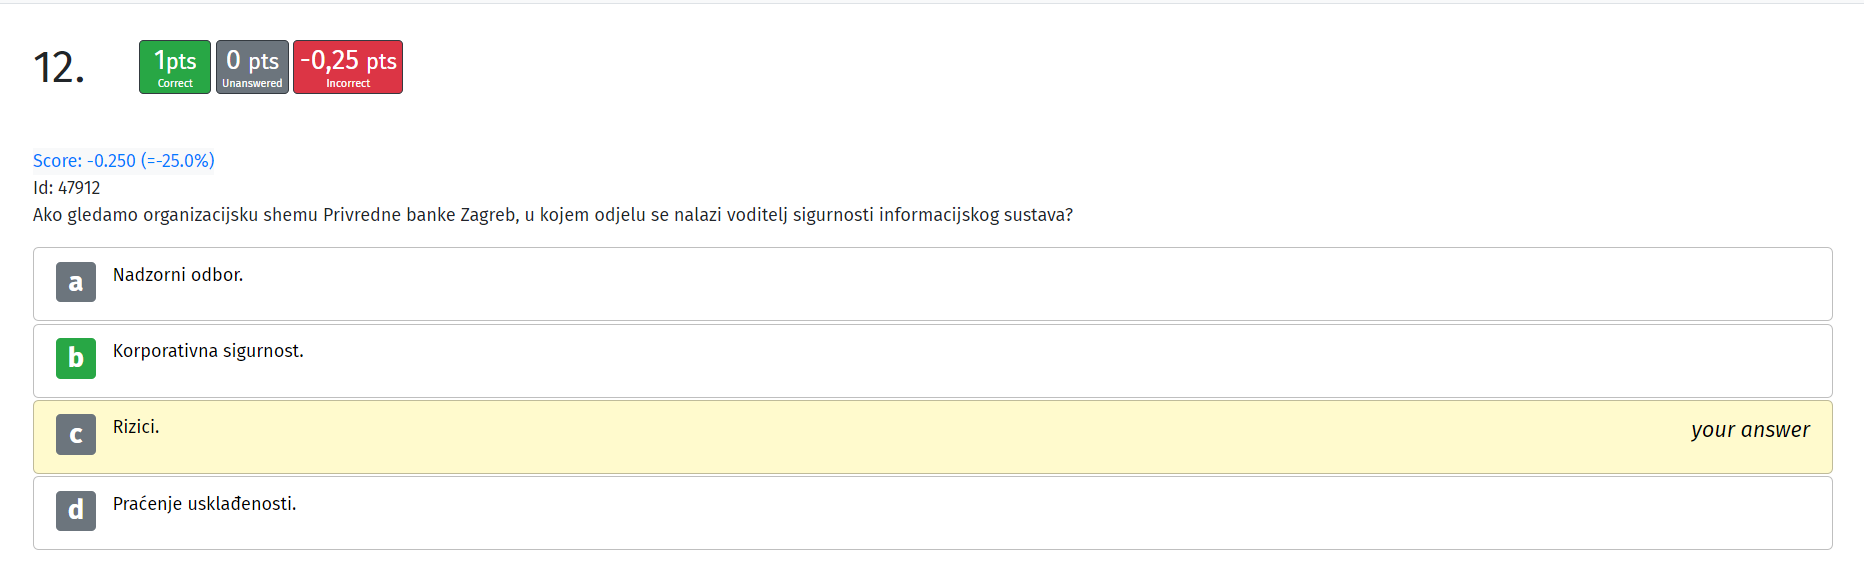 12.
1pts
Correct
0 pts
Unanswered
-0,25 pts
Incorrect
Score: -0.250 (=-25.0%)
Id: 47912
Ako gledamo organizacijsku shemu Privredne banke Zagreb, u kojem odjelu se nalazi voditelj sigurnosti informacijskog sustava?
a Nadzorni odbor.
b Korporativna sigurnost.
c Rizici. your answer
d Praćenje usklađenosti.